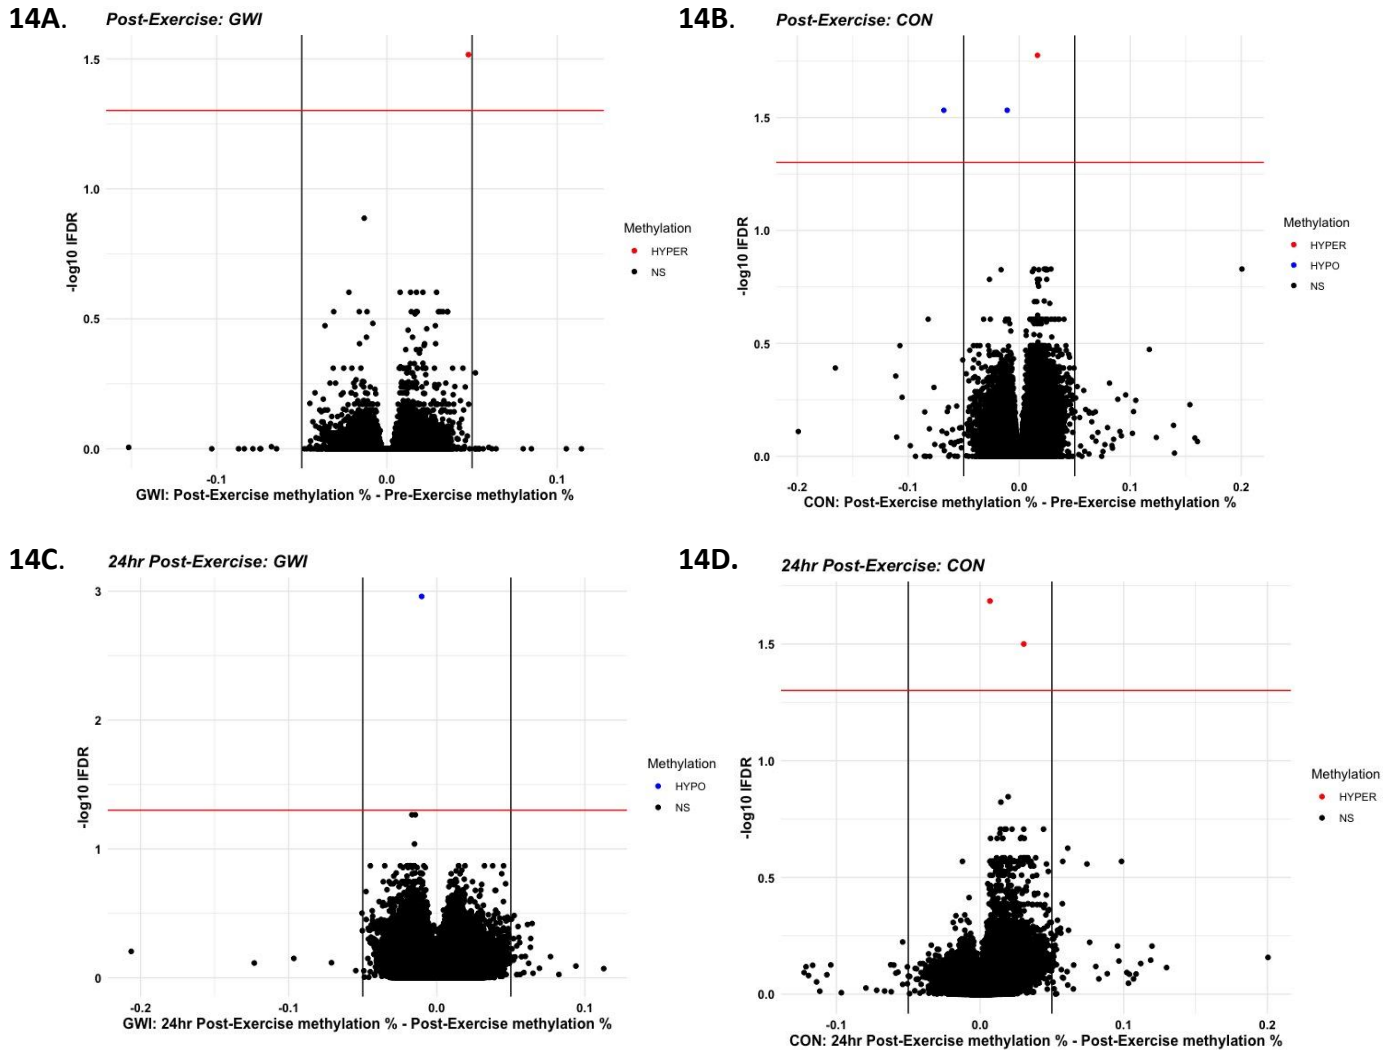 14A.
Post-Exercise: GWI
1.5
1.0
0.5
0.0
-log10 IFDR
-0.1
0.0
0.1
GWI: Post-Exercise methylation % - Pre-Exercise methylation %
Methylation
HYPER
NS
14B.
Post-Exercise: CON
1.5
1.0
0.5
0.0
-log10 IFDR
-0.2
-0.1
0.0
0.1
0.2
CON: Post-Exercise methylation % - Pre-Exercise methylation %
Methylation
HYPER
HYPO
NS
14C.
24hr Post-Exercise: GWI
3
2
1
0
-log10 IFDR
-0.2
-0.1
0.0
0.1
GWI: 24hr Post-Exercise methylation % - Post-Exercise methylation %
Methylation
HYPO
NS
14D.
24hr Post-Exercise: CON
1.5
1.0
0.5
0.0
-log10 IFDR
-0.1
0.0
0.1
0.2
CON: 24hr Post-Exercise methylation % - Post-Exercise methylation %
Methylation
HYPER
NS